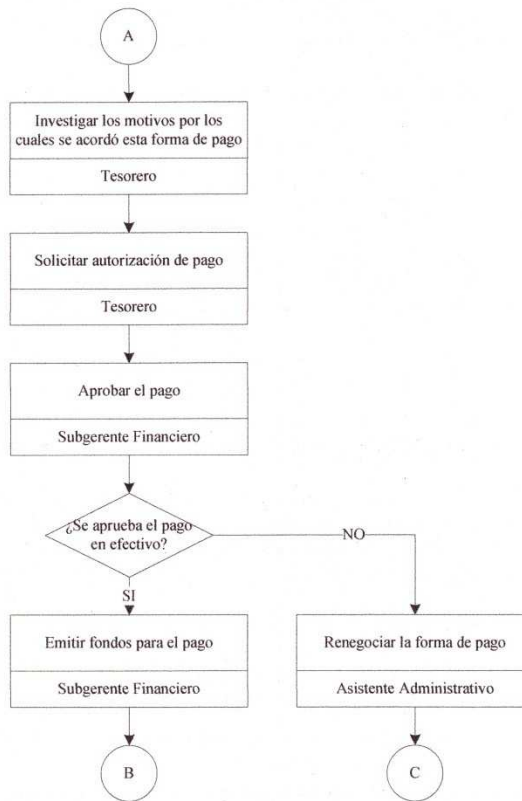 A
Investigar los motivos por los
cuales se acordó esta forma de pago
Tesorero
Solicitar autorización de pago
Tesorero
Aprobar el pago
Subgerente Financiero
¿Se aprueba el pago
en efectivo?
NO
SI
Emitir fondos para el pago
Subgerente Financiero
Renegociar la forma de pago
Asistente Administrativo
B
C